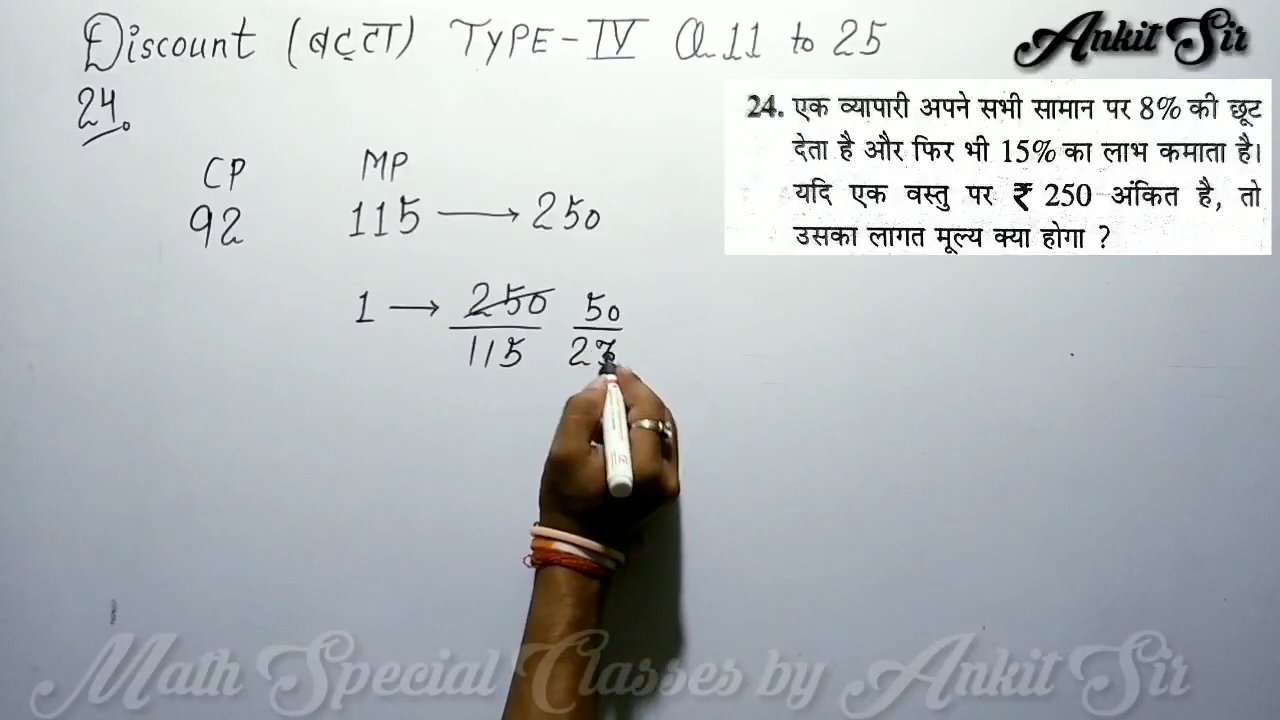 Discount (बट्टा) TYPE-IV Q.11 to 25
Ankit Sir
24.
24. एक व्यापारी अपने सभी सामान पर 8% की छूट
देता है और फिर भी 15% का लाभ कमाता है।
यदि एक वस्तु पर ₹ 250 अंकित है, तो
उसका लागत मूल्य क्या होगा ?
CP MP
92 115 → 250
1 → 250/115 50/23
Math Special Classes by Ankit Sir